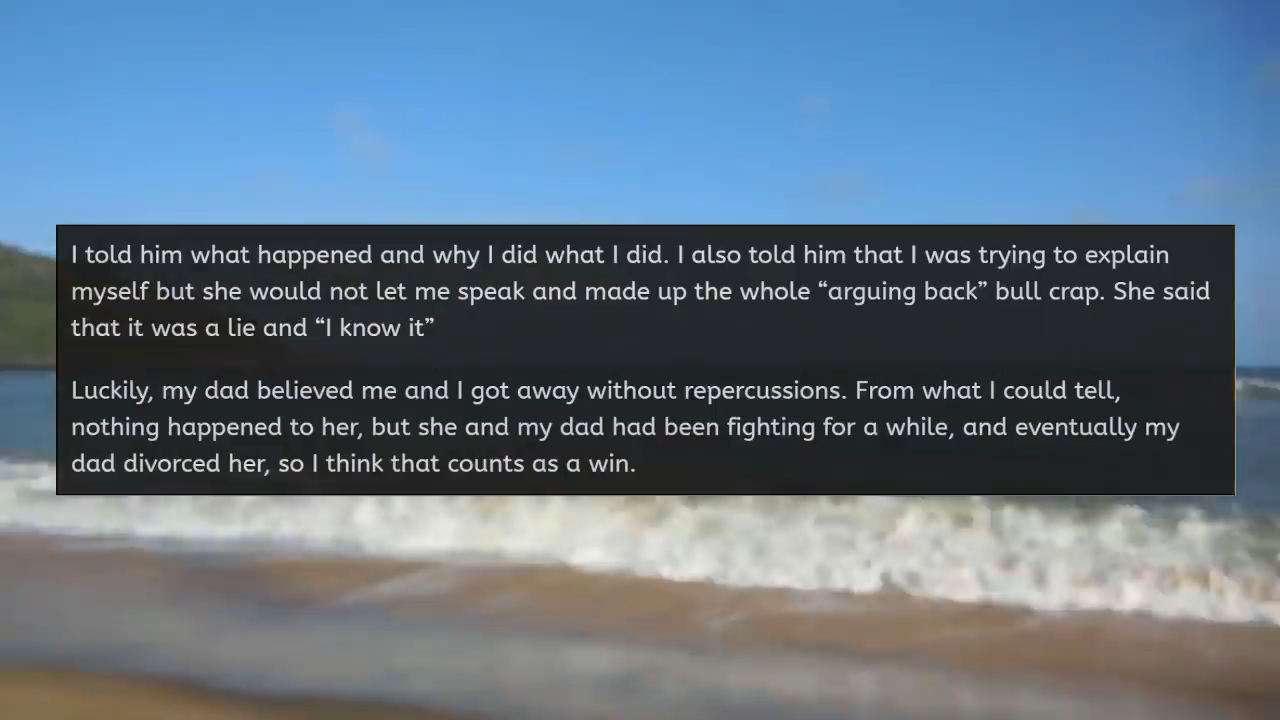 I told him what happened and why I did what I did. I also told him that I was trying to explain
myself but she would not let me speak and made up the whole “arguing back” bull crap. She said
that it was a lie and “I know it”
Luckily, my dad believed me and I got away without repercussions. From what I could tell,
nothing happened to her, but she and my dad had been fighting for a while, and eventually my
dad divorced her, so I think that counts as a win.